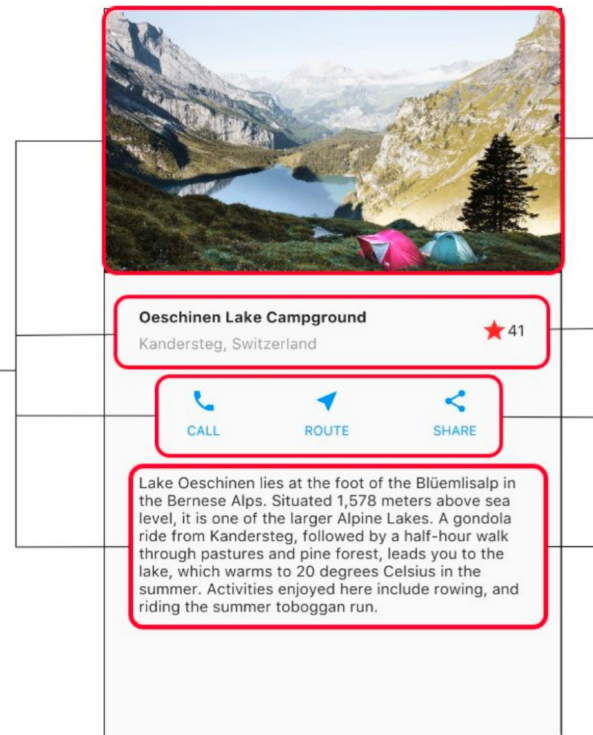 Oeschinen Lake Campground
41
Kandersteg, Switzerland
CALL
ROUTE
SHARE
Lake Oeschinen lies at the foot of the Blüemlisalp in
the Bernese Alps. Situated 1,578 meters above sea
level, it is one of the larger Alpine Lakes. A gondola
ride from Kandersteg, followed by a half-hour walk
through pastures and pine forest, leads you to the
lake, which warms to 20 degrees Celsius in the
summer. Activities enjoyed here include rowing, and
riding the summer toboggan run.